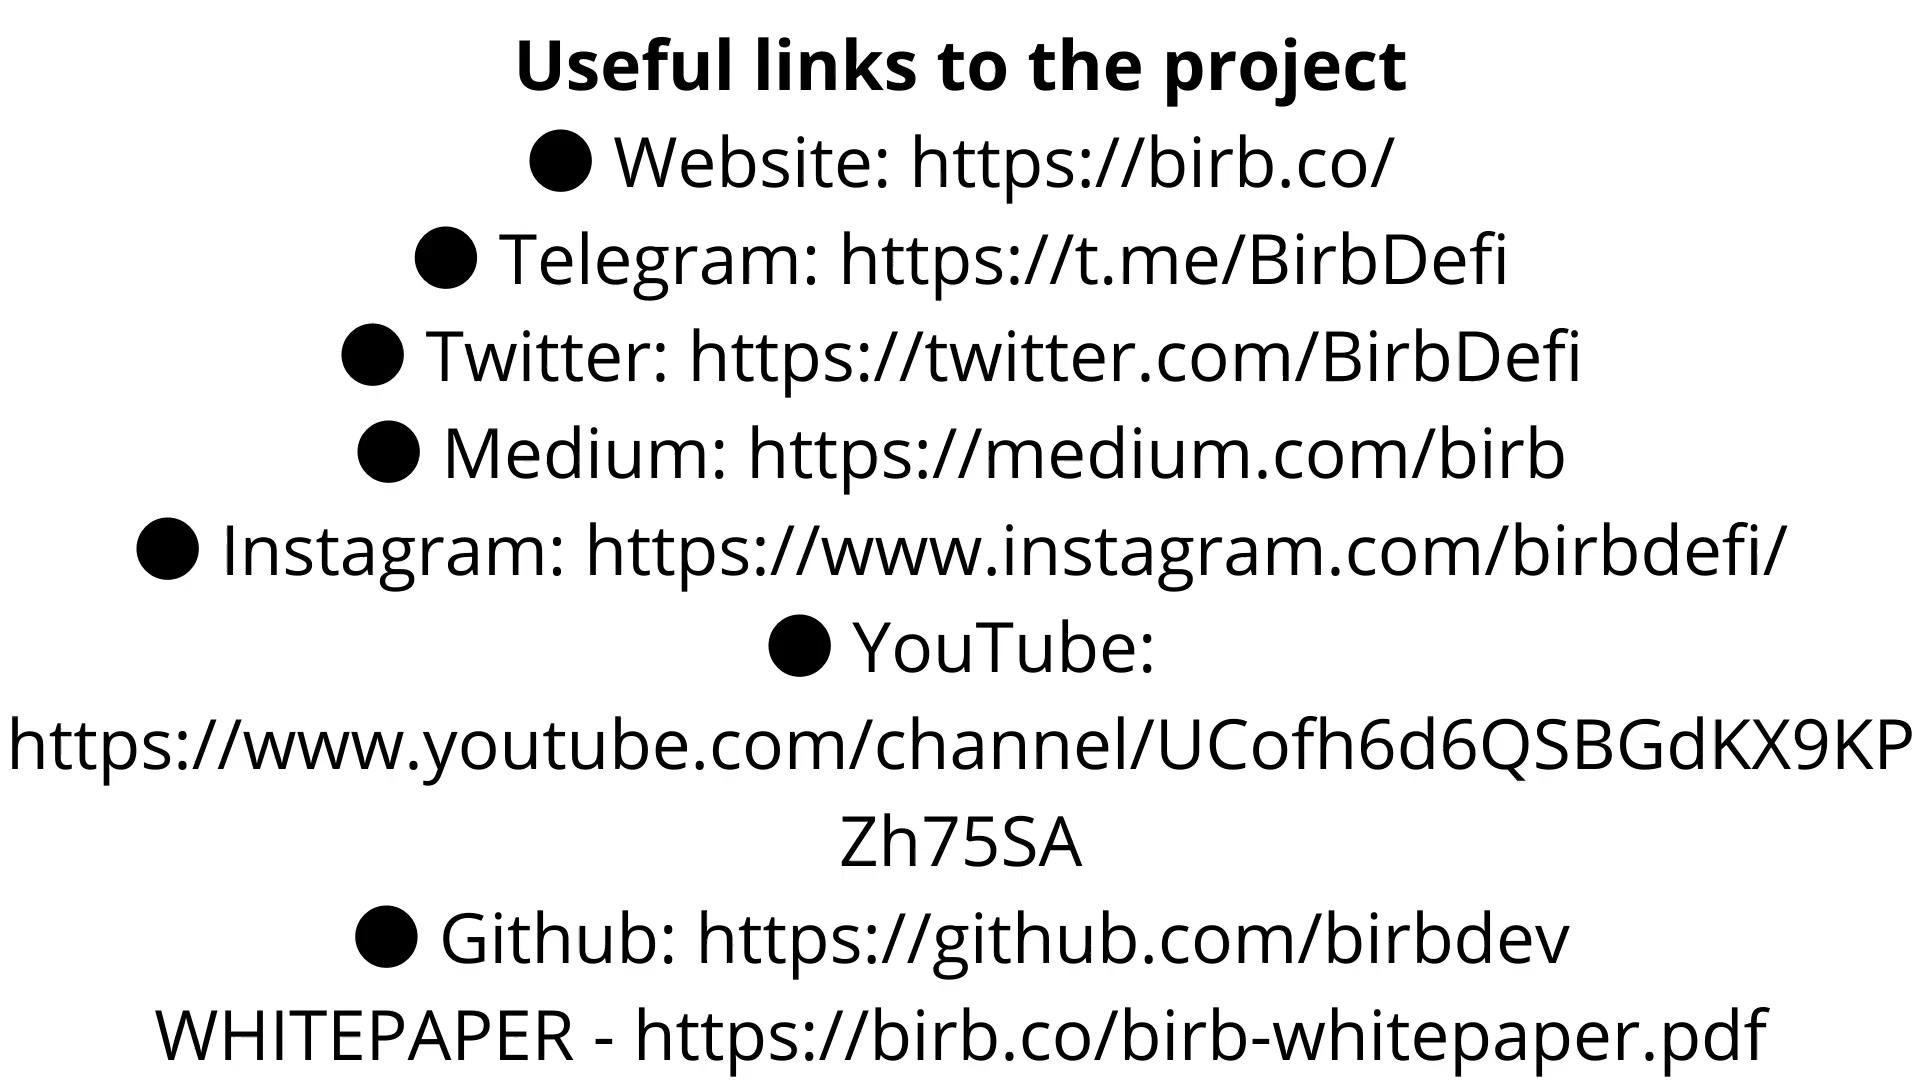 Useful links to the project
● Website: https://birb.co/
● Telegram: https://t.me/BirbDefi
● Twitter: https://twitter.com/BirbDefi
● Medium: https://medium.com/birb
● Instagram: https://www.instagram.com/birbdefi/
● YouTube:
https://www.youtube.com/channel/UCofh6d6QSBGdKX9KP
Zh75SA
● Github: https://github.com/birbdev
WHITEPAPER - https://birb.co/birb-whitepaper.pdf